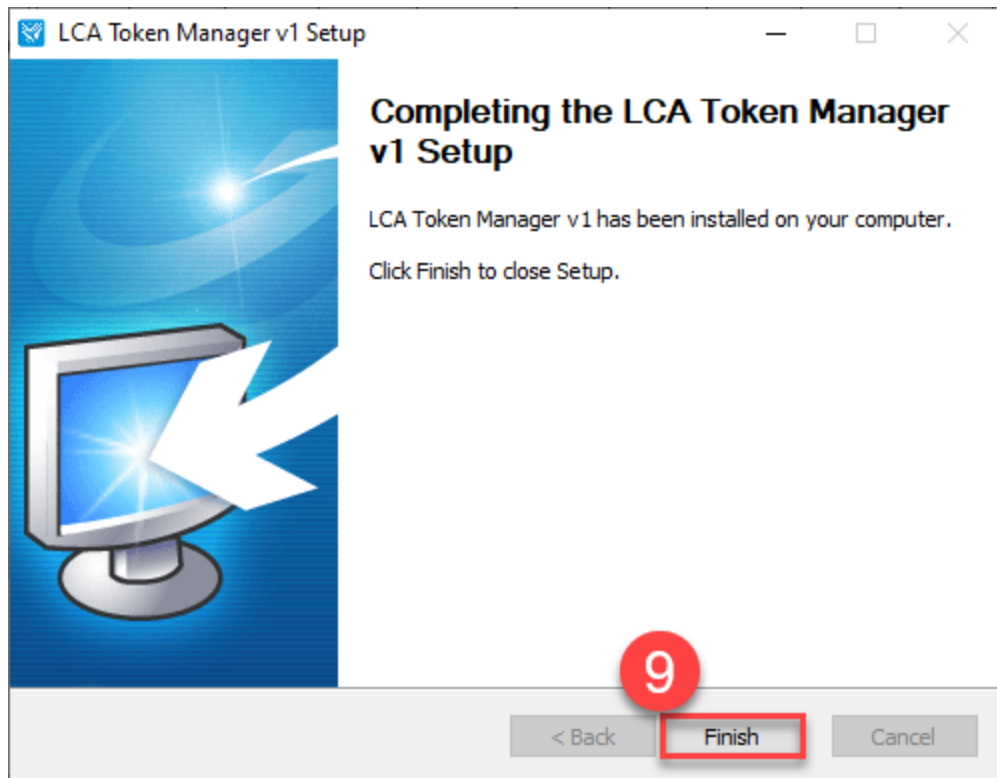 LCA Token Manager v1 Setup
Completing the LCA Token Manager
v1 Setup
LCA Token Manager v1 has been installed on your computer.
Click Finish to close Setup.
9
< Back
Finish
Cancel